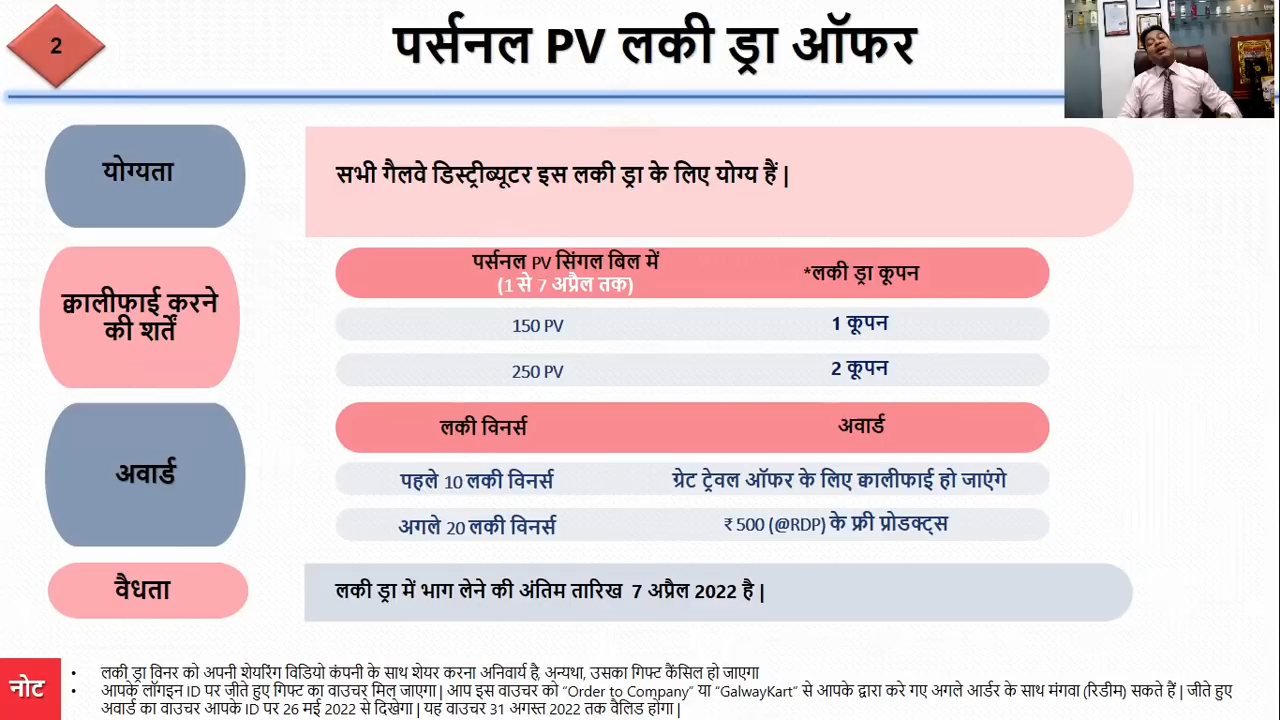 2
पर्सनल PV लकी ड्रा ऑफर
योग्यता
सभी गैलवे डिस्ट्रीब्यूटर इस लकी ड्रा के लिए योग्य हैं |
क्वालीफाई करने
की शर्तें
पर्सनल PV सिंगल बिल में
(1 से 7 अप्रैल तक)
*लकी ड्रा कूपन
150 PV
1 कूपन
250 PV
2 कूपन
अवार्ड
लकी विनर्स
अवार्ड
पहले 10 लकी विनर्स
ग्रेट ट्रेवल ऑफर के लिए क्वालीफाई हो जाएंगे
अगले 20 लकी विनर्स
₹ 500 (@RDP) के फ्री प्रोडक्ट्स
वैधता
लकी ड्रा में भाग लेने की अंतिम तारिख 7 अप्रैल 2022 है |
नोट
• लकी ड्रा विनर को अपनी शेयरिंग विडियो कंपनी के साथ शेयर करना अनिवार्य है, अन्यथा, उसका गिफ्ट कैंसिल हो जाएगा
• आपके लॉगइन ID पर जीते हुए गिफ्ट का वाउचर मिल जाएगा | आप इस वाउचर को “Order to Company” या “GalwayKart” से आपके द्वारा करे गए अगले आर्डर के साथ मंगवा (रिडीम) सकते हैं | जीते हुए
अवार्ड का वाउचर आपके ID पर 26 मई 2022 से दिखेगा | यह वाउचर 31 अगस्त 2022 तक वैलिड होगा |